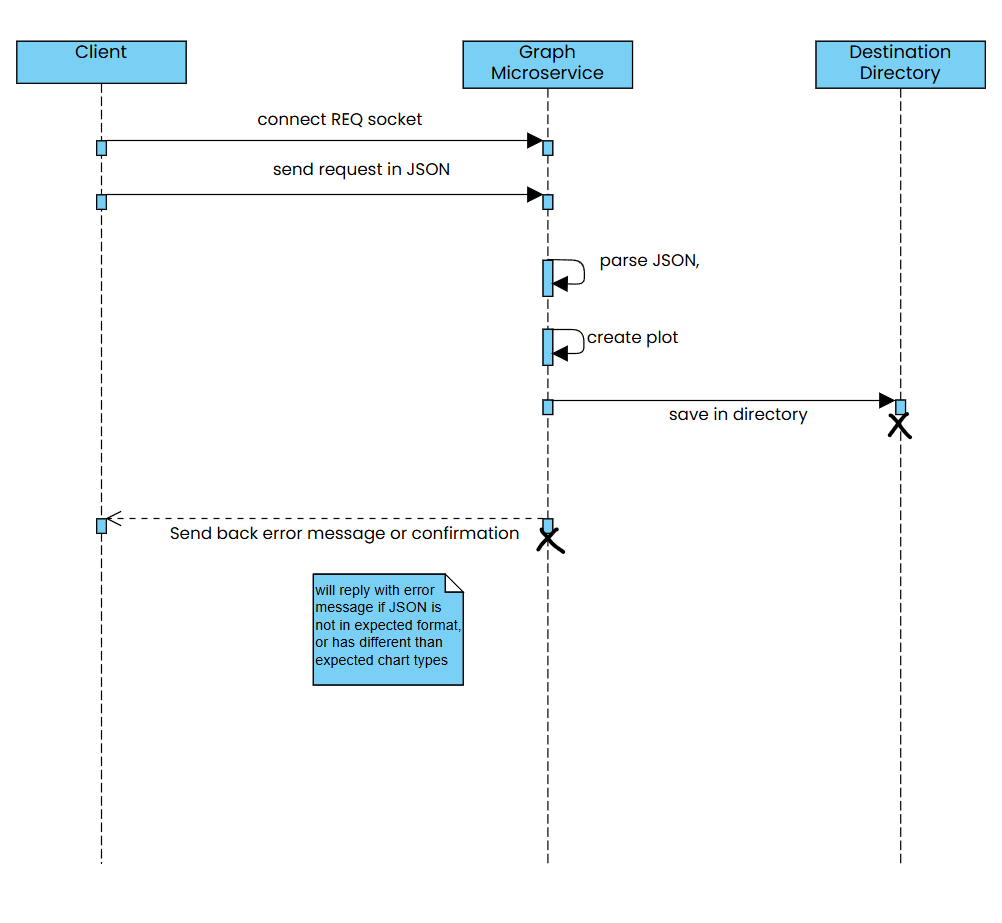 Client
Graph
Microservice
Destination
Directory
connect REQ socket
send request in JSON
parse JSON,
create plot
save in directory
Send back error message or confirmation
will reply with error
message if JSON is
not in expected format,
or has different than
expected chart types